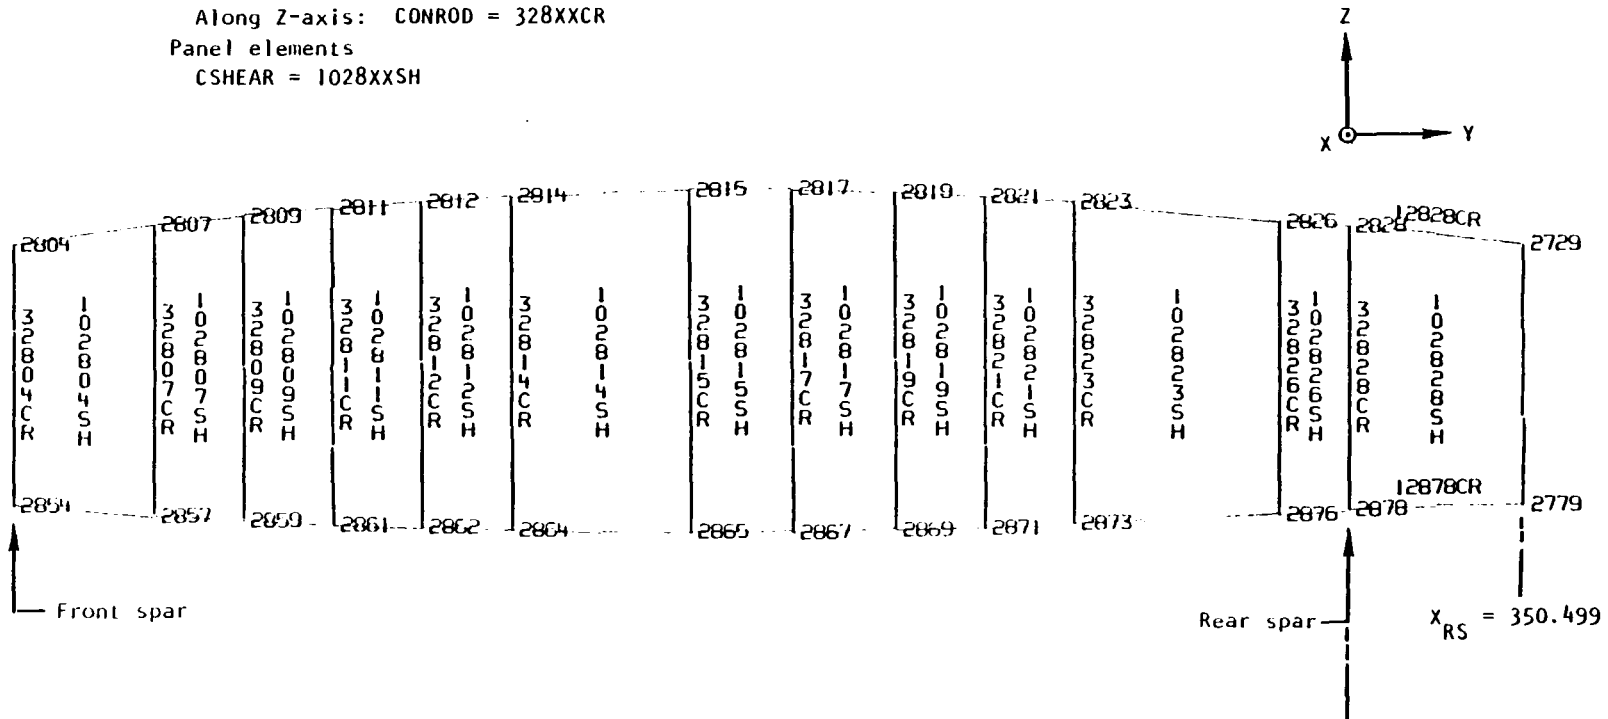 Along Z-axis: CONROD = 328XXCR
Panel elements
CSHEAR = 1028XXSH
Z
X
Y
2804
2807
2809
2811
2812
2914
2815
2817
2819
2821
2823
2826
2828
12828CR
2729
32804CR
102804SH
32807CR
102807SH
32809CR
102809SH
32811CR
102811SH
32812CR
102812SH
32814CR
102814SH
32815CR
102815SH
32817CR
102817SH
32819CR
102819SH
32821CR
102821SH
32823CR
102823SH
32826CR
102826SH
32828CR
102828SH
2854
2857
2859
2861
2862
2864
2865
2867
2869
2871
2873
2876
2878
12878CR
2779
Front spar
Rear spar
XRS = 350.499